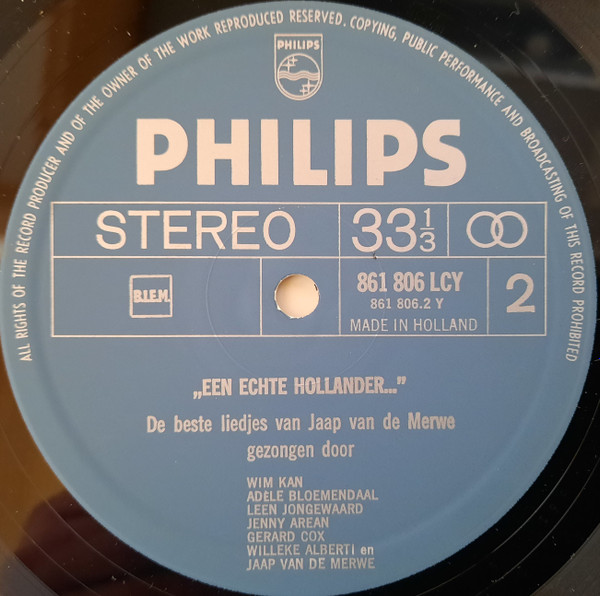 ALL RIGHTS OF THE RECORD PRODUCER AND OF THE OWNER OF THE WORK REPRODUCED RESERVED. COPYING, PUBLIC PERFORMANCE AND BROADCASTING OF THIS RECORD PROHIBITED
PHILIPS
PHILIPS
STEREO 33 1/3
B.I.E.M. 861 806 LCY 2
861 806.2 Y
MADE IN HOLLAND
„EEN ECHTE HOLLANDER...”
De beste liedjes van Jaap van de Merwe
gezongen door
WIM KAN
ADÈLE BLOEMENDAAL
LEEN JONGEWAARD
JENNY AREAN
GERARD COX
WILLEKE ALBERTI en
JAAP VAN DE MERWE